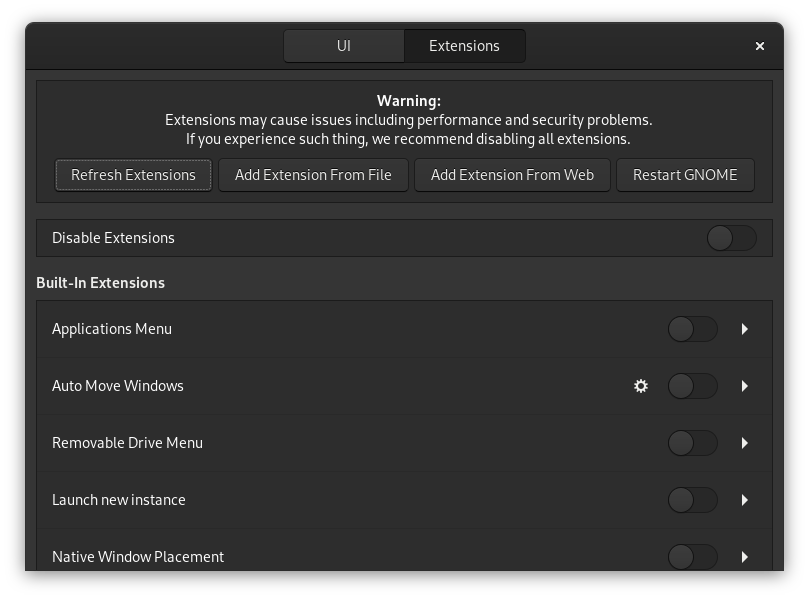 UI
Extensions
Warning:
Extensions may cause issues including performance and security problems.
If you experience such thing, we recommend disabling all extensions.
Refresh Extensions
Add Extension From File
Add Extension From Web
Restart GNOME
Disable Extensions
Built-In Extensions
Applications Menu
Auto Move Windows
Removable Drive Menu
Launch new instance
Native Window Placement